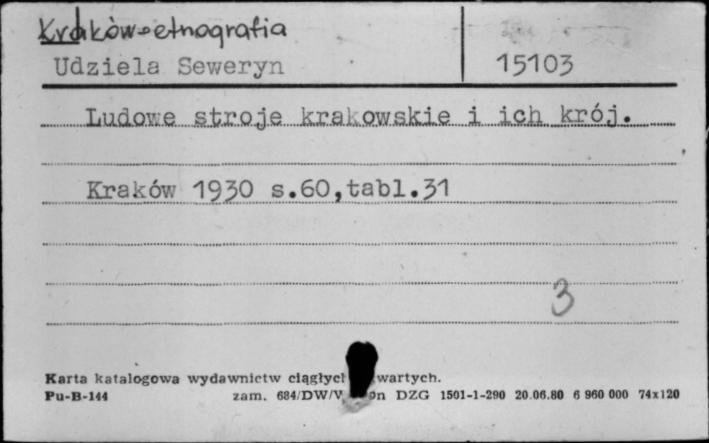 Kraków-etnografia
Udziela Seweryn 15103
Ludowe stroje krakowskie i ich krój.
Kraków 1930 s.60,tabl.31
3
Karta katalogowa wydawnictw ciągłych wartych.
Pu-B-144 zam. 684/DW/V DZG 1501-1-290 20.06.80 6 960 000 74x120